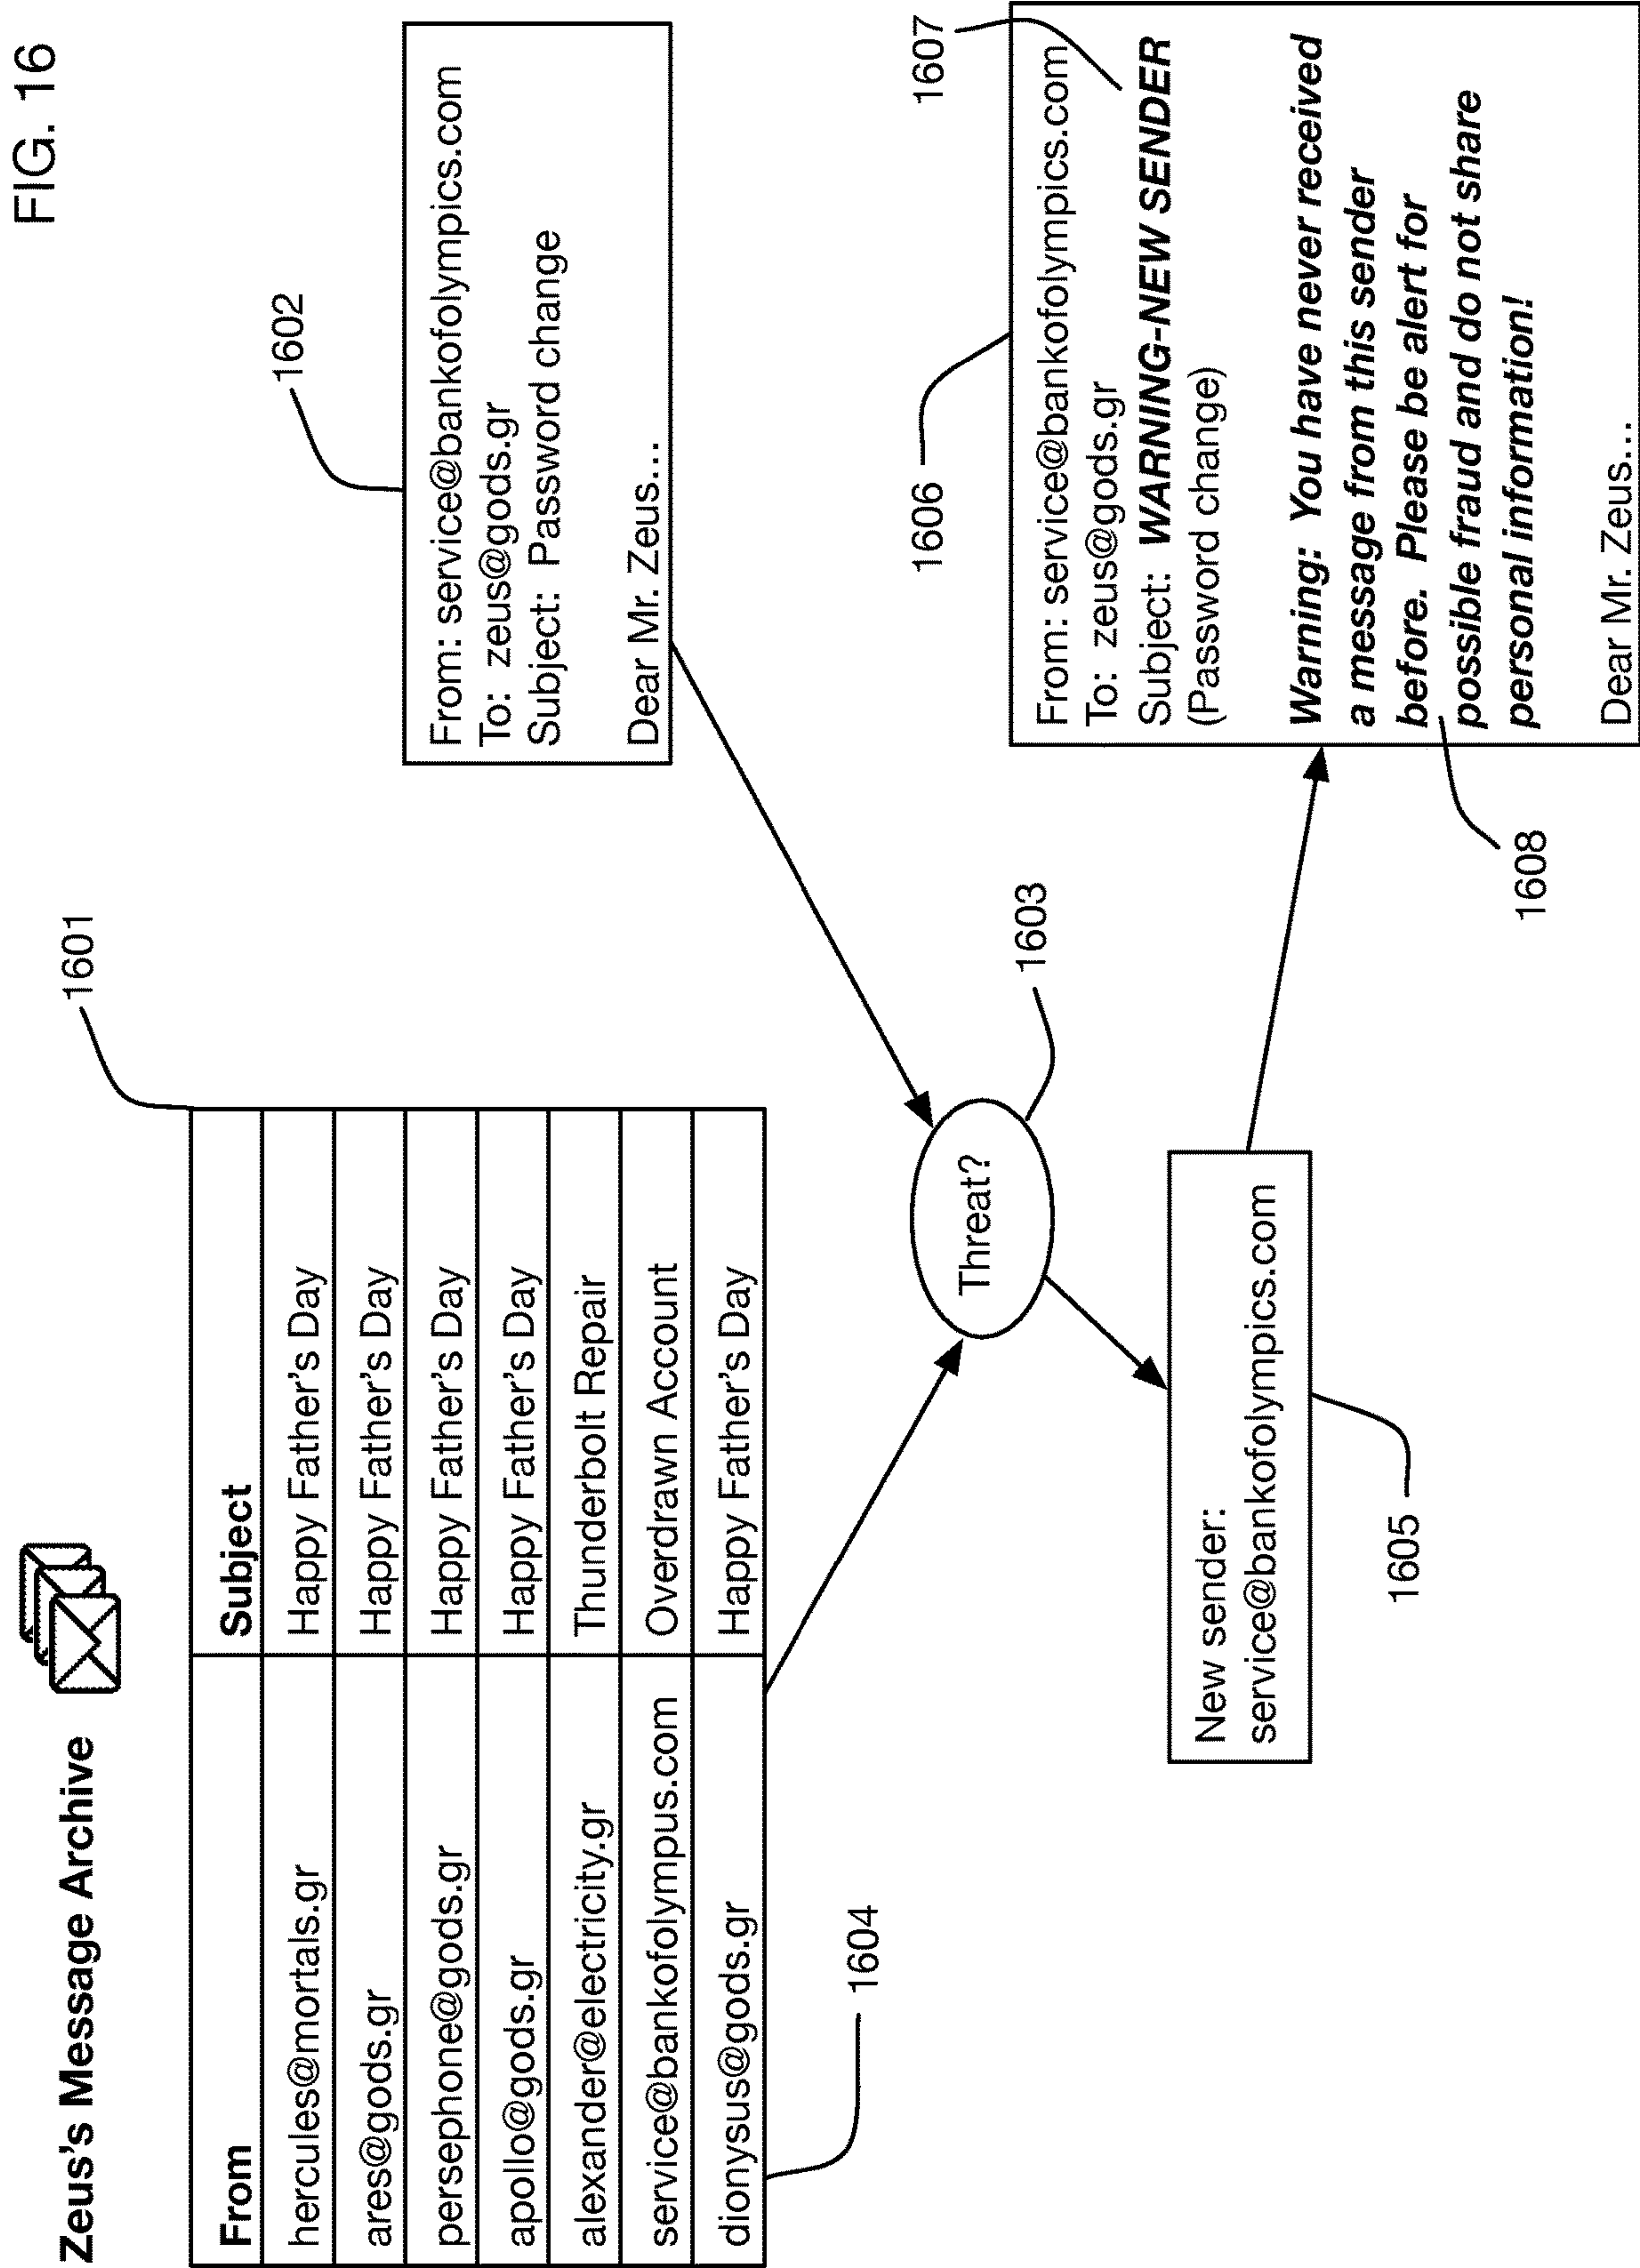 FIG. 16
Zeus's Message Archive
1601
From Subject
hercules@mortals.gr Happy Father's Day
ares@gods.gr Happy Father's Day
persephone@gods.gr Happy Father's Day
apollo@gods.gr Happy Father's Day
alexander@electricity.gr Thunderbolt Repair
service@bankofolympus.com Overdrawn Account
dionysus@gods.gr Happy Father's Day
1604
1602
From: service@bankofolympics.com
To: zeus@gods.gr
Subject: Password change
Dear Mr. Zeus...
Threat?
1603
New sender:
service@bankofolympics.com
1605
1606
1607
From: service@bankofolympics.com
To: zeus@gods.gr
Subject: WARNING-NEW SENDER
(Password change)
Warning: You have never received
a message from this sender
before. Please be alert for
possible fraud and do not share
personal information!
Dear Mr. Zeus...
1608